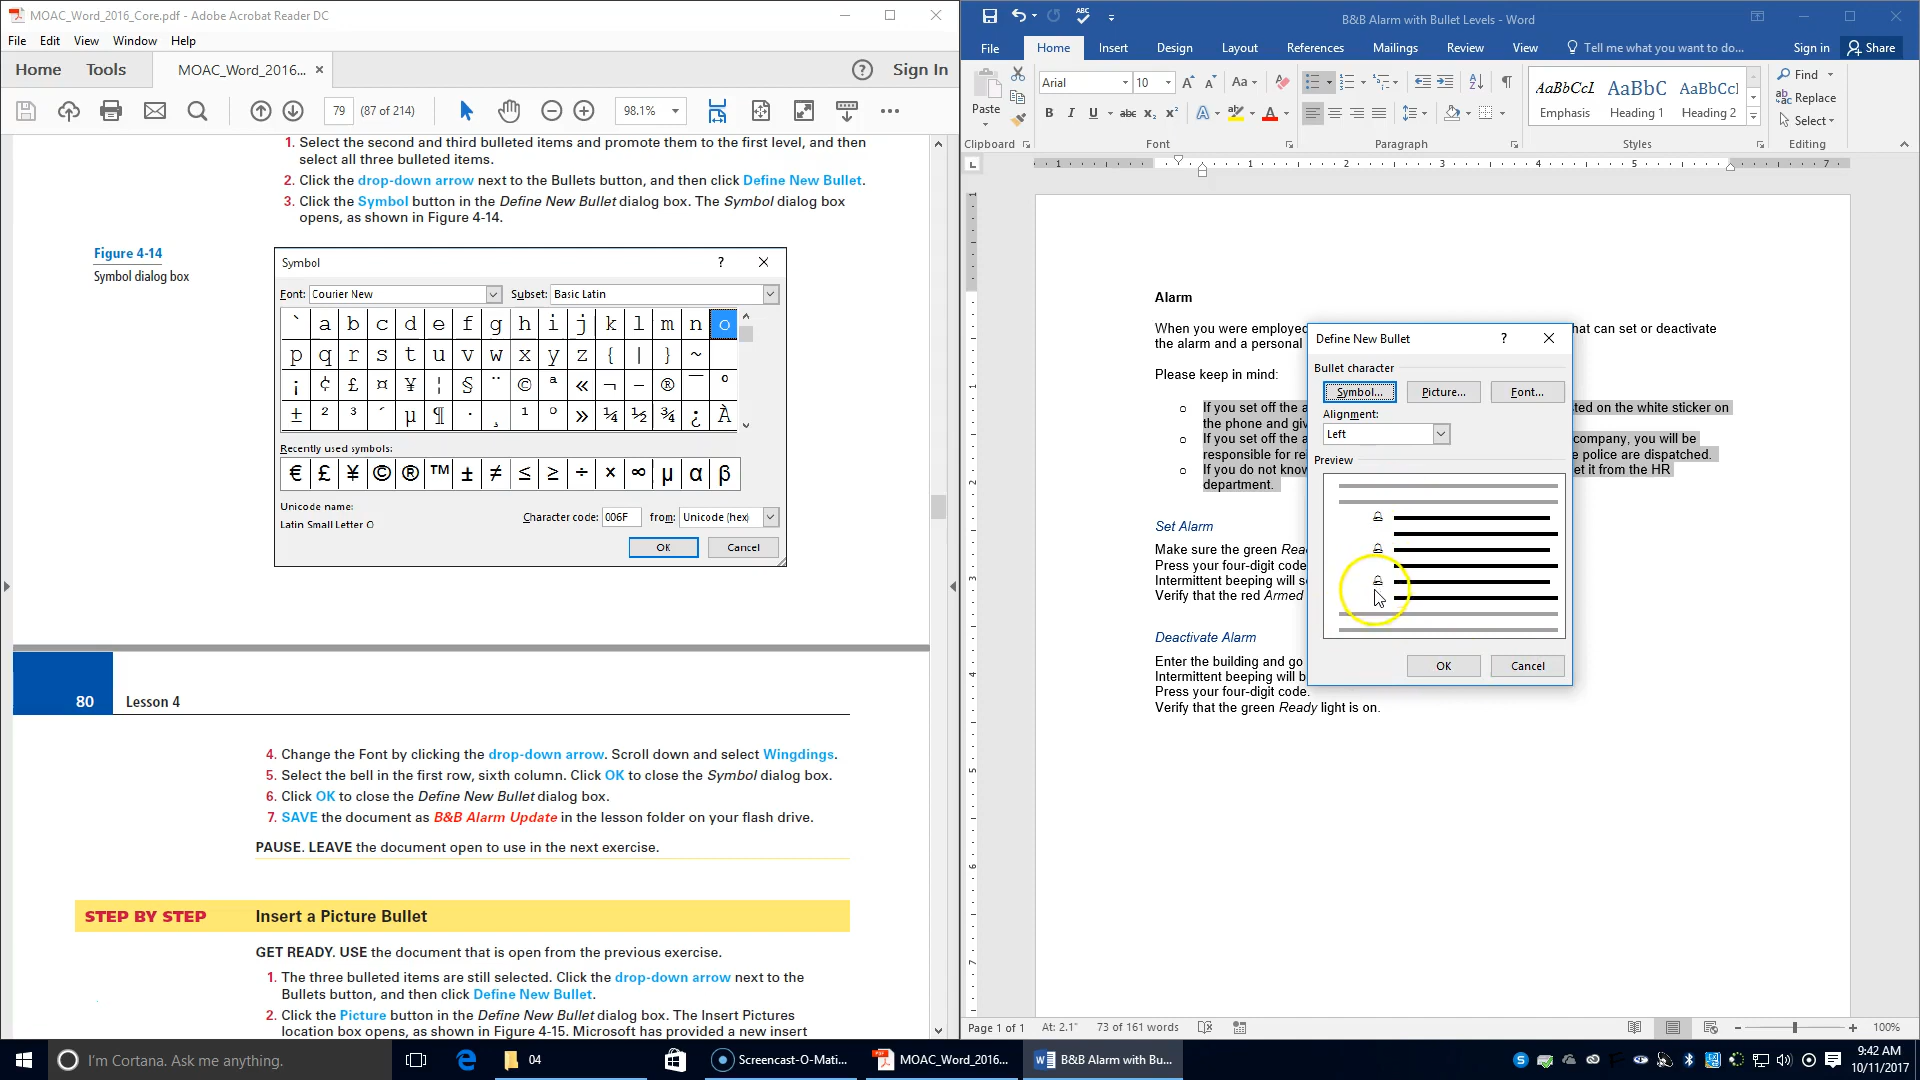 MOAC_Word_2016_Core.pdf - Adobe Acrobat Reader DC
File Edit View Window Help
Home Tools MOAC_Word_2016... × Sign In
79 (87 of 214) 98.1%
1. Select the second and third bulleted items and promote them to the first level, and then
select all three bulleted items.
2. Click the drop-down arrow next to the Bullets button, and then click Define New Bullet.
3. Click the Symbol button in the Define New Bullet dialog box. The Symbol dialog box
opens, as shown in Figure 4-14.
Figure 4-14
Symbol dialog box
Symbol ?
Font: Courier New Subset: Basic Latin
` a b c d e f g h i j k l m n o
p q r s t u v w x y z { | } ~
¡ ¢ £ ¤ ¥ ¦ § ¨ © ª « ¬ – ® ¯ °
± ² ³ ´ µ ¶ · ¸ ¹ º » ¼ ½ ¾ ¿ À
Recently used symbols:
€ £ ¥ © ® ™ ± ≠ ≤ ≥ ÷ × ∞ µ α β
Unicode name:
Latin Small Letter O
Character code: 006F from: Unicode (hex)
OK Cancel
80 Lesson 4
4. Change the Font by clicking the drop-down arrow. Scroll down and select Wingdings.
5. Select the bell in the first row, sixth column. Click OK to close the Symbol dialog box.
6. Click OK to close the Define New Bullet dialog box.
7. SAVE the document as B&B Alarm Update in the lesson folder on your flash drive.
PAUSE. LEAVE the document open to use in the next exercise.
STEP BY STEP Insert a Picture Bullet
GET READY. USE the document that is open from the previous exercise.
1. The three bulleted items are still selected. Click the drop-down arrow next to the
Bullets button, and then click Define New Bullet.
2. Click the Picture button in the Define New Bullet dialog box. The Insert Pictures
location box opens, as shown in Figure 4-15. Microsoft has provided a new insert
B&B Alarm with Bullet Levels - Word
File Home Insert Design Layout References Mailings Review View Tell me what you want to do... Sign in Share
Paste Arial 10 AaBbCcL AaBbC AaBbCcI Find
Emphasis Heading 1 Heading 2 Replace
Select
Clipboard Font Paragraph Styles Editing
Alarm
When you were employed
hat can set or deactivate
the alarm and a personal
Please keep in mind:
If you set off the a
ted on the white sticker on
the phone and giv
If you set off the a
company, you will be
responsible for re
e police are dispatched.
If you do not know
et it from the HR
department.
Set Alarm
Make sure the green Rea
Press your four-digit code
Intermittent beeping will s
Verify that the red Armed
Deactivate Alarm
Enter the building and go
Intermittent beeping will b
Press your four-digit code.
Verify that the green Ready light is on.
Define New Bullet ?
Bullet character
Symbol... Picture... Font...
Alignment:
Left
Preview
OK Cancel
Page 1 of 1 At: 2.1" 73 of 161 words 100%
I'm Cortana. Ask me anything. 04 Screencast-O-Mati... MOAC_Word_2016... B&B Alarm with Bu...
9:42 AM
10/11/2017